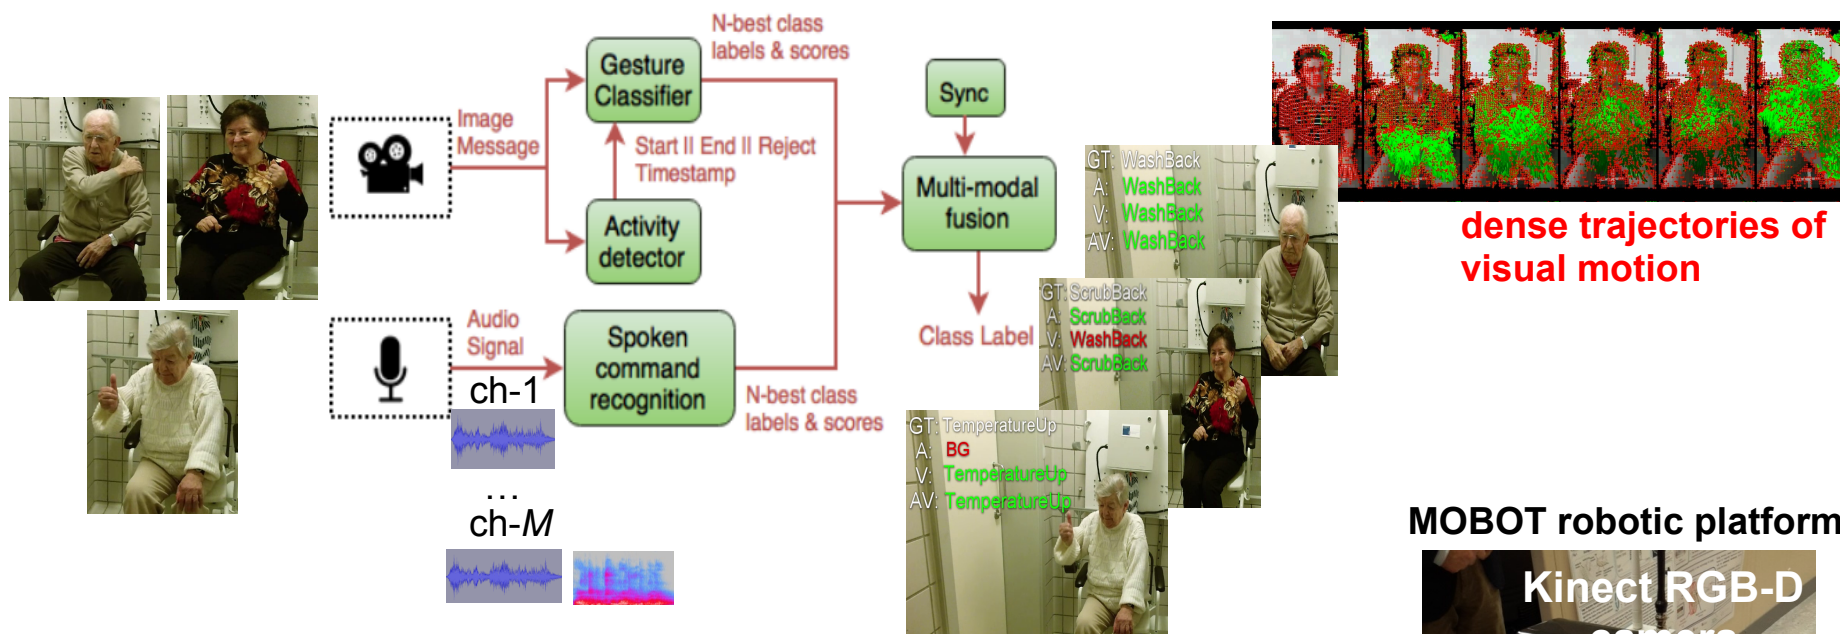 N-best class
labels & scores
Gesture
Classifier
Image
Message
Start II End II Reject
Timestamp
Activity
detector
Audio
Signal
Spoken
command
recognition
N-best class
labels & scores
ch-1
...
ch-M
Sync
Multi-modal
fusion
Class Label
GT: WashBack
A: WashBack
V: WashBack
AV: WashBack
GT: ScrubBack
A: ScrubBack
V: WashBack
AV: ScrubBack
GT: TemperatureUp
A: BG
V: TemperatureUp
AV: TemperatureUp
dense trajectories of
visual motion
MOBOT robotic platform
Kinect RGB-D
camera